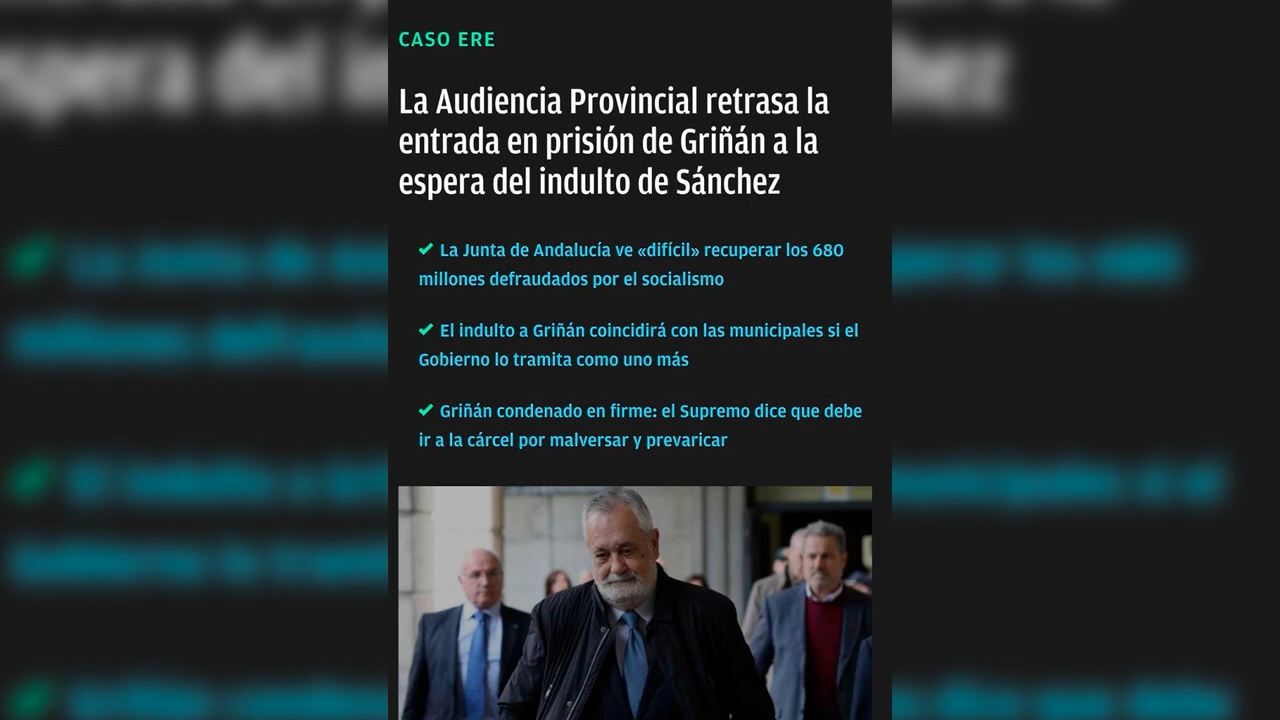 CASO ERE
La Audiencia Provincial retrasa la
entrada en prisión de Griñán a la
espera del indulto de Sánchez
La Junta de Andalucía ve «difícil» recuperar los 680
millones defraudados por el socialismo
El indulto a Griñán coincidirá con las municipales si el
Gobierno lo tramita como uno más
Griñán condenado en firme: el Supremo dice que debe
ir a la cárcel por malversar y prevaricar